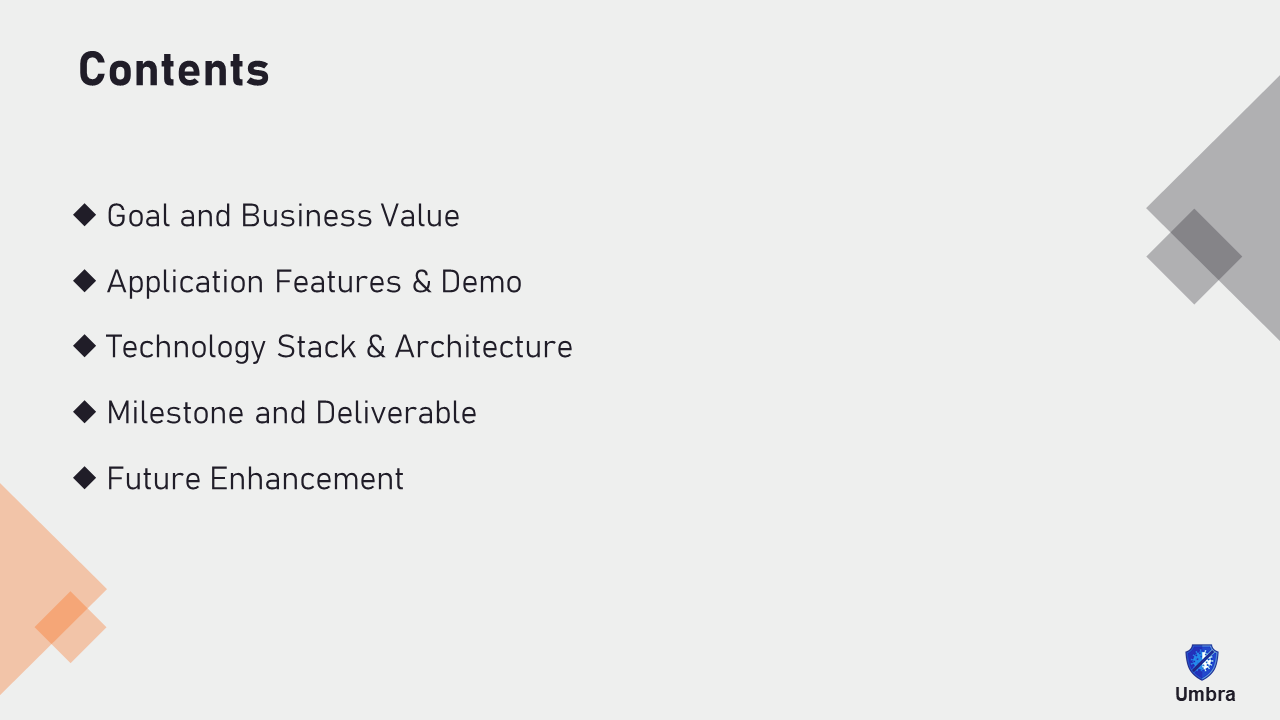 Contents
◆ Goal and Business Value
◆ Application Features & Demo
◆ Technology Stack & Architecture
◆ Milestone and Deliverable
◆ Future Enhancement
Umbra